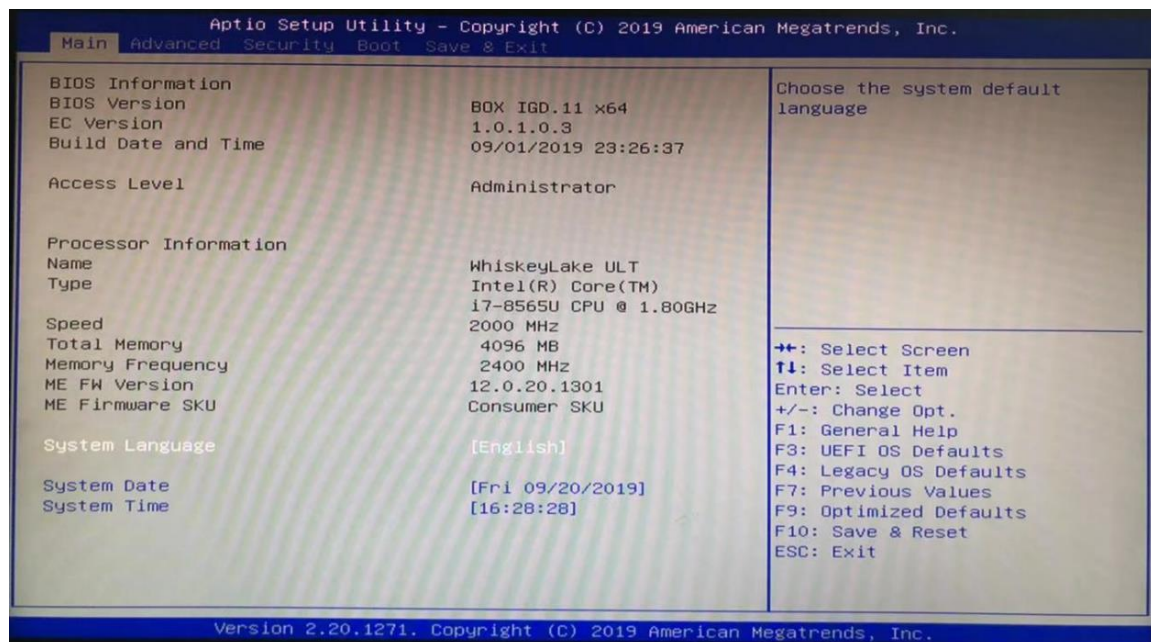 Aptio Setup Utility – Copyright (C) 2019 American Megatrends, Inc.
Main Advanced Security Boot Save & Exit
BIOS Information
BIOS Version BOX IGD.11 x64
EC Version 1.0.1.0.3
Build Date and Time 09/01/2019 23:26:37
Access Level Administrator
Processor Information
Name WhiskeyLake ULT
Type Intel(R) Core(TM)
i7-8565U CPU @ 1.80GHz
Speed 2000 MHz
Total Memory 4096 MB
Memory Frequency 2400 MHz
ME FW Version 12.0.20.1301
ME Firmware SKU Consumer SKU
System Language [English]
System Date [Fri 09/20/2019]
System Time [16:28:28]
Choose the system default
language
→←: Select Screen
↑↓: Select Item
Enter: Select
+/-: Change Opt.
F1: General Help
F3: UEFI OS Defaults
F4: Legacy OS Defaults
F7: Previous Values
F9: Optimized Defaults
F10: Save & Reset
ESC: Exit
Version 2.20.1271. Copyright (C) 2019 American Megatrends, Inc.